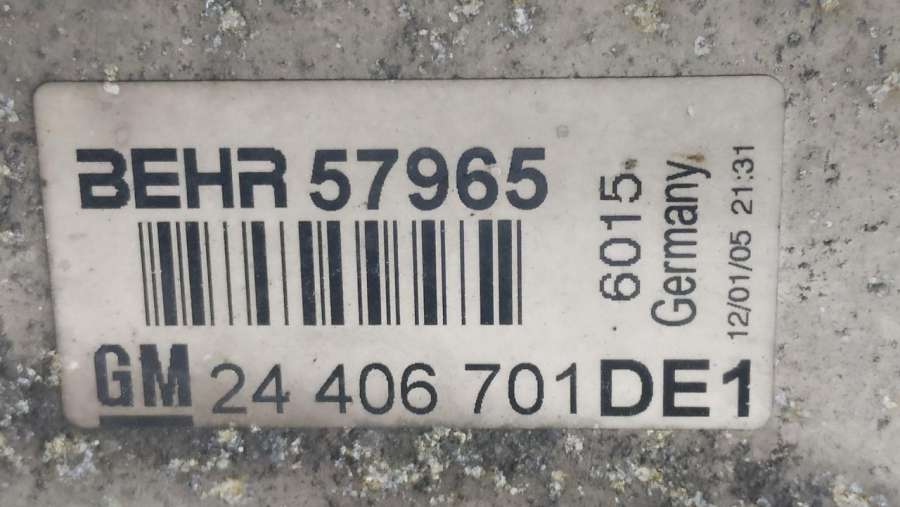 BEHR 57965
GM 24 406 701 DE1
6015
Germany
12/01/05 21:31